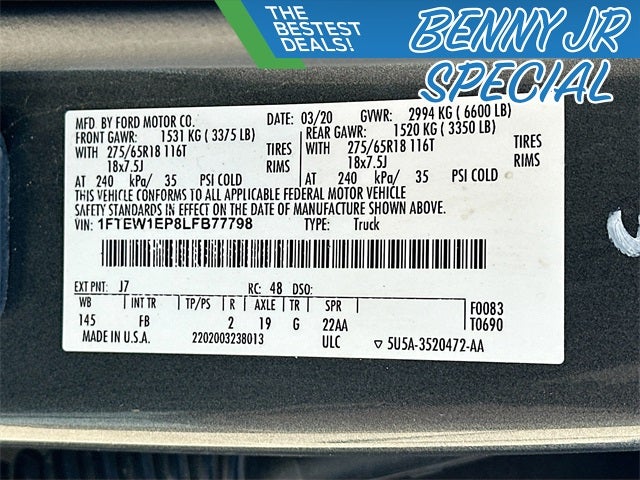 THE
BESTEST
DEALS!
BENNY JR
SPECIAL
MFD. BY FORD MOTOR CO. DATE: 03/20 GVWR: 2994 KG ( 6600 LB)
FRONT GAWR: 1531 KG ( 3375 LB) REAR GAWR: 1520 KG ( 3350 LB)
WITH 275/65R18 116T TIRES WITH 275/65R18 116T TIRES
18x7.5J RIMS 18x7.5J RIMS
AT 240 kPa/ 35 PSI COLD AT 240 kPa/ 35 PSI COLD
THIS VEHICLE CONFORMS TO ALL APPLICABLE FEDERAL MOTOR VEHICLE
SAFETY STANDARDS IN EFFECT ON THE DATE OF MANUFACTURE SHOWN ABOVE.
VIN: 1FTEW1EP8LFB77798 TYPE: Truck
EXT PNT: J7 RC: 48 DSO:
WB INT TR TP/PS R AXLE TR SPR F0083
145 FB 2 19 G 22AA T0690
MADE IN U.S.A. 2202003238013 ULC ▽ 5U5A-3520472-AA